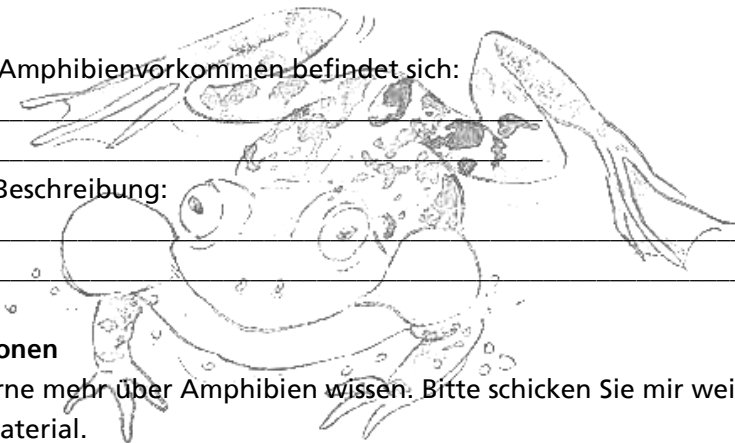 Amphibienvorkommen befindet sich:
Beschreibung:
onen
rne mehr über Amphibien wissen. Bitte schicken Sie mir wei
aterial.